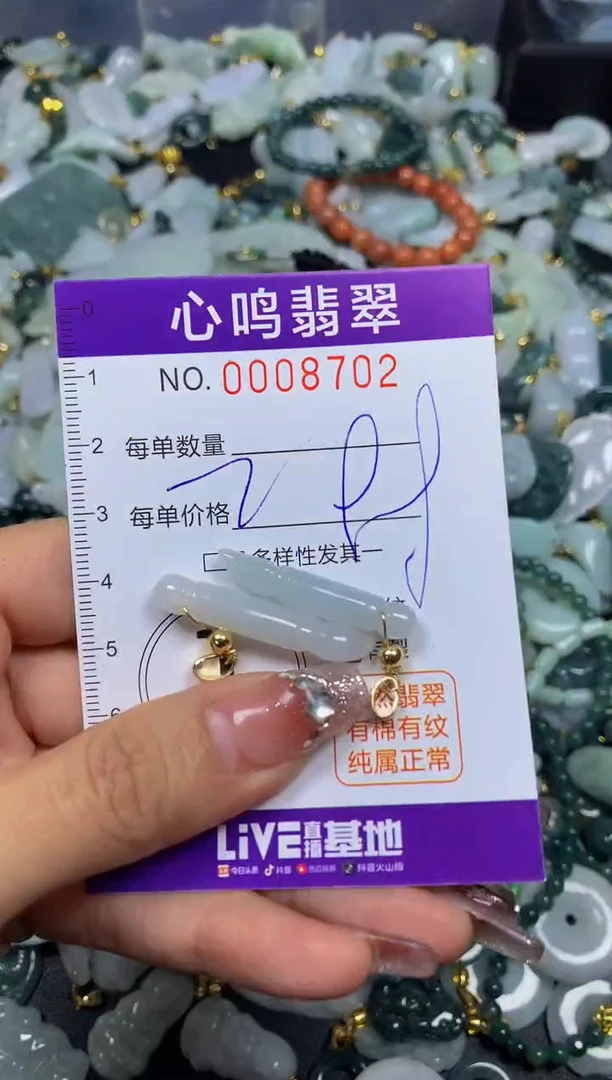 心鸣翡翠
NO. 0008702
0
1
2
每单数量
3
每单价格
多样性发其一
4
5
6
翡翠
有棉有纹
纯属正常
LiVE直播基地
今日头条 抖音 西瓜视频 抖音火山版